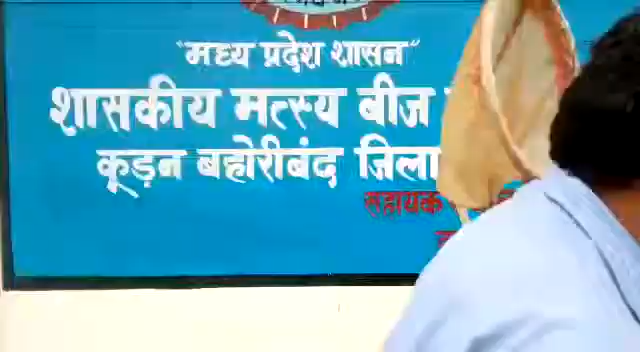 "मध्य प्रदेश शासन"
शासकीय मत्स्य बीज
कूड़न बहोरीबंद जिला
सहायक